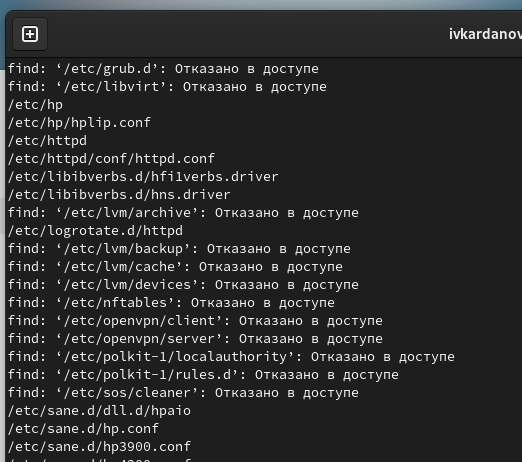 ivkardanov
find: ‘/etc/grub.d’: Отказано в доступе
find: ‘/etc/libvirt’: Отказано в доступе
/etc/hp
/etc/hp/hplip.conf
/etc/httpd
/etc/httpd/conf/httpd.conf
/etc/libibverbs.d/hfi1verbs.driver
/etc/libibverbs.d/hns.driver
find: ‘/etc/lvm/archive’: Отказано в доступе
/etc/logrotate.d/httpd
find: ‘/etc/lvm/backup’: Отказано в доступе
find: ‘/etc/lvm/cache’: Отказано в доступе
find: ‘/etc/lvm/devices’: Отказано в доступе
find: ‘/etc/nftables’: Отказано в доступе
find: ‘/etc/openvpn/client’: Отказано в доступе
find: ‘/etc/openvpn/server’: Отказано в доступе
find: ‘/etc/polkit-1/localauthority’: Отказано в доступе
find: ‘/etc/polkit-1/rules.d’: Отказано в доступе
find: ‘/etc/sos/cleaner’: Отказано в доступе
/etc/sane.d/dll.d/hpaio
/etc/sane.d/hp.conf
/etc/sane.d/hp3900.conf